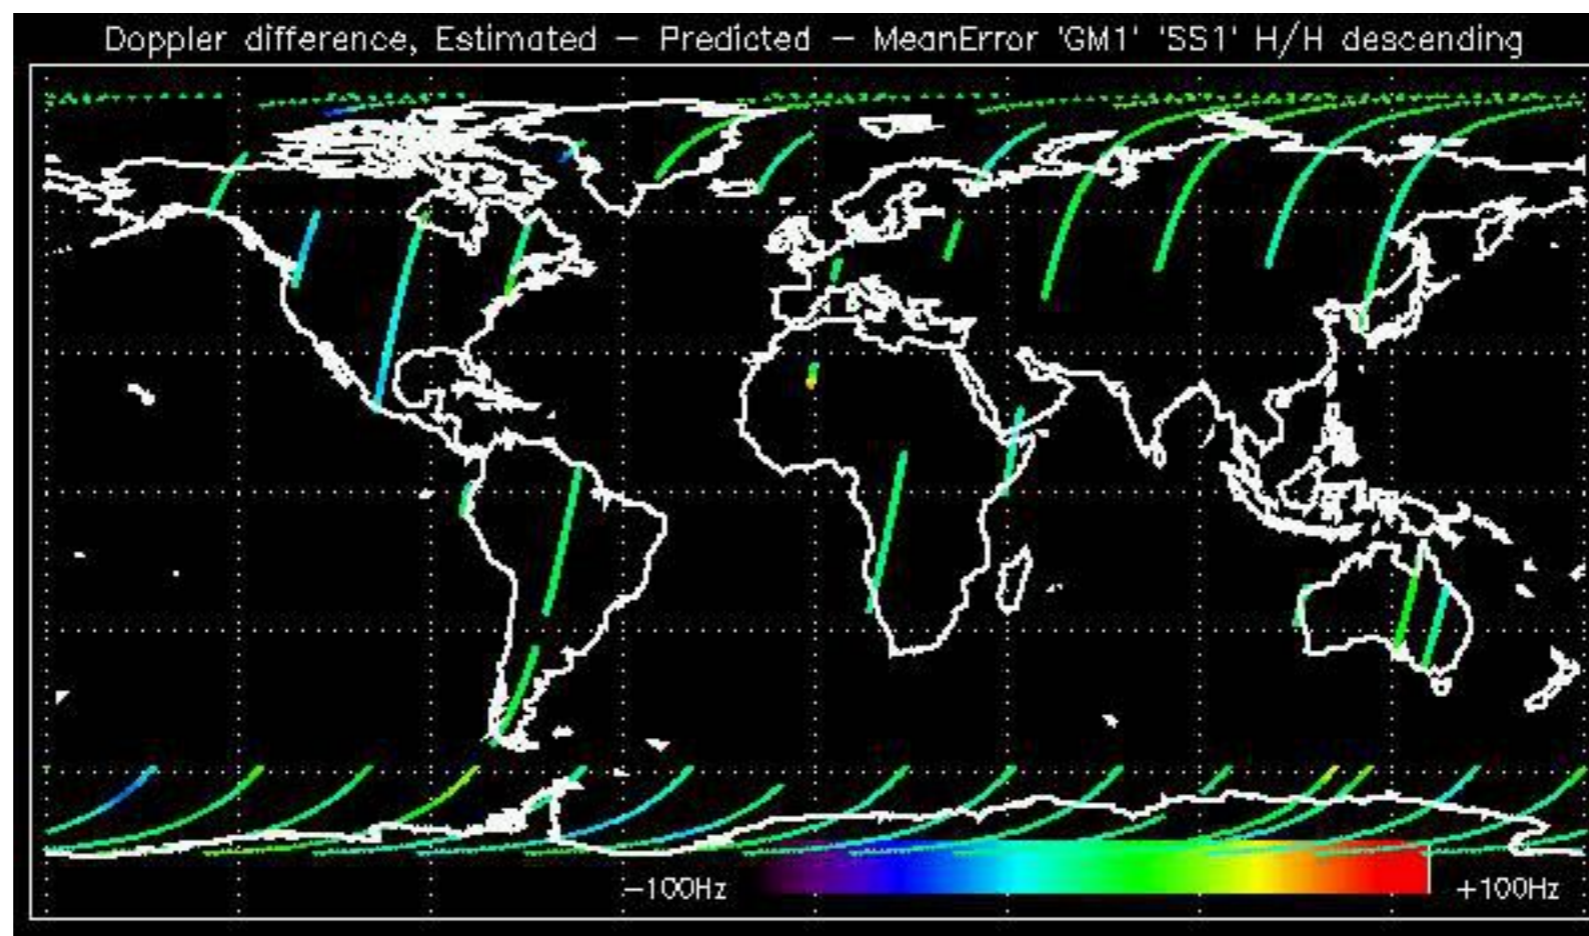 Doppler difference, Estimated – Predicted – MeanError 'GM1' 'SS1' H/H descending
–100Hz
+100Hz